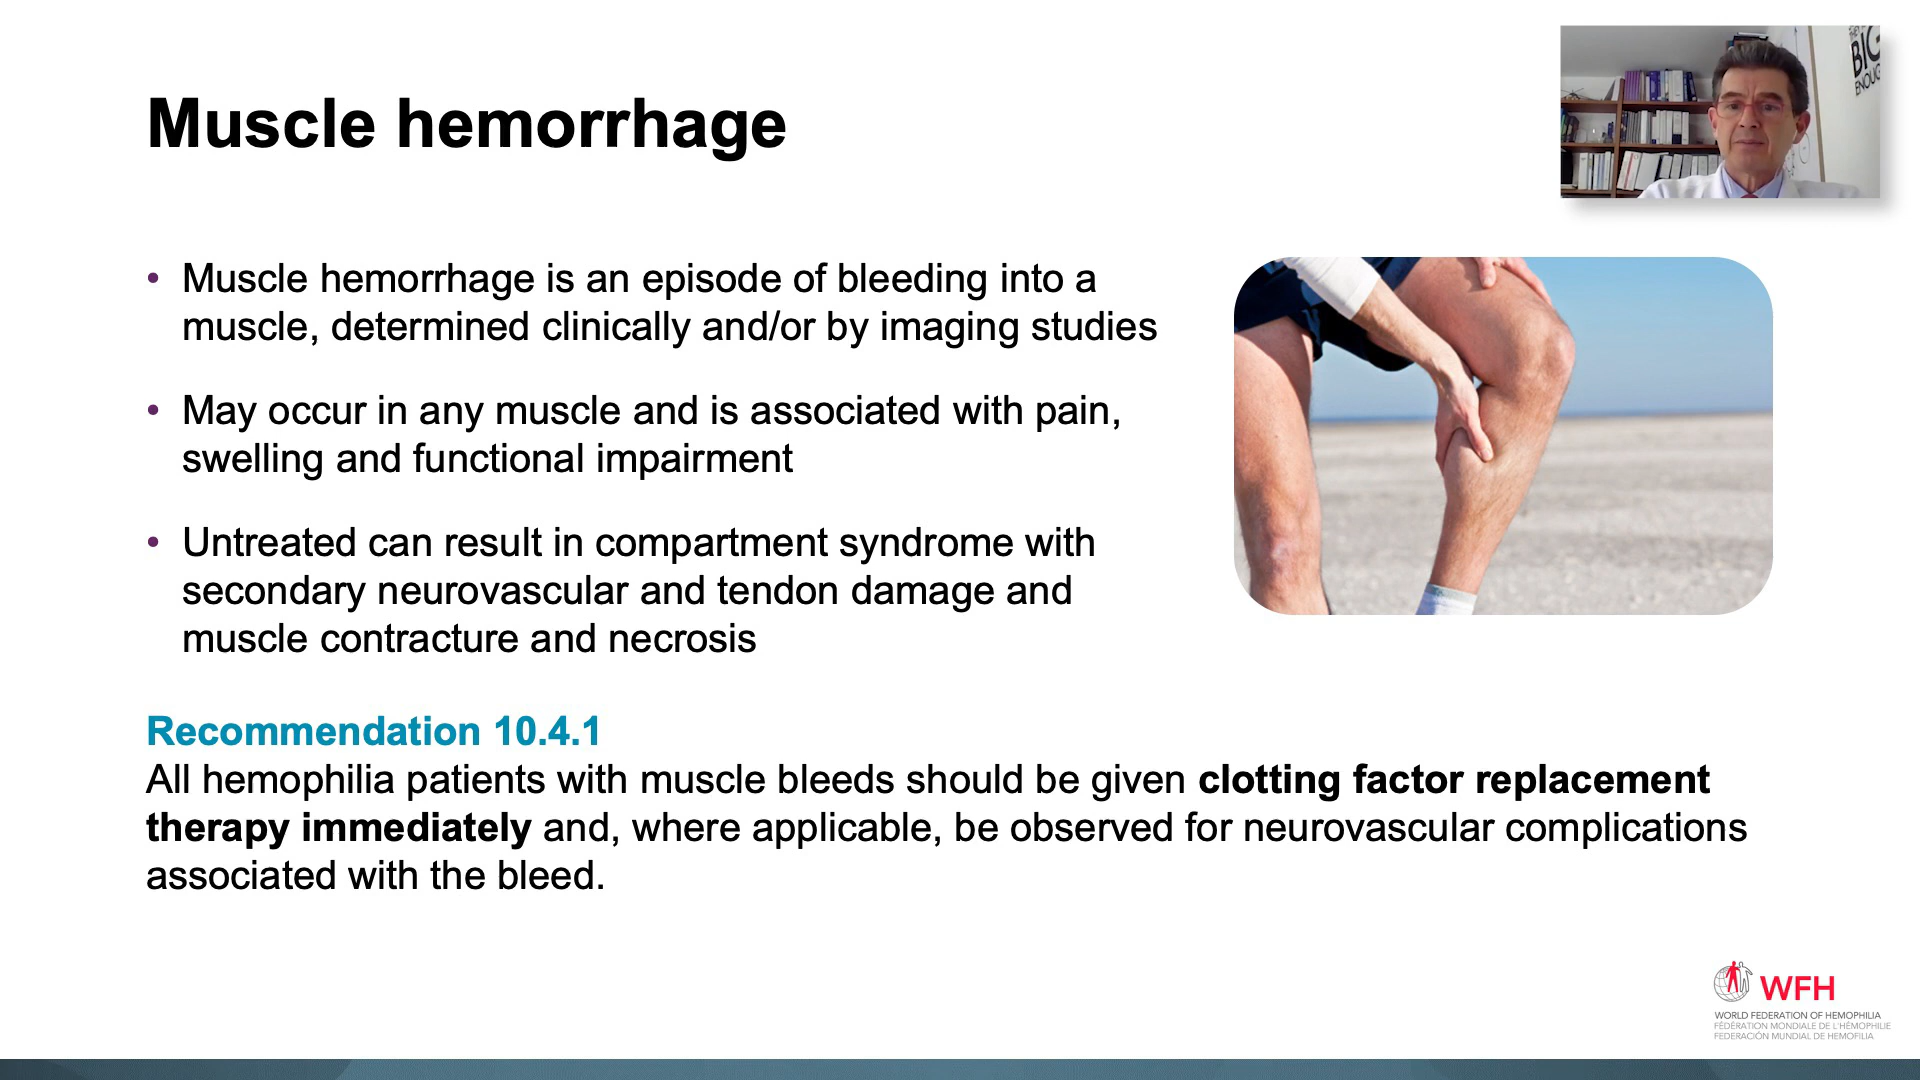 Muscle hemorrhage
BIG
ENOUG
• Muscle hemorrhage is an episode of bleeding into a
muscle, determined clinically and/or by imaging studies
• May occur in any muscle and is associated with pain,
swelling and functional impairment
• Untreated can result in compartment syndrome with
secondary neurovascular and tendon damage and
muscle contracture and necrosis
Recommendation 10.4.1
All hemophilia patients with muscle bleeds should be given clotting factor replacement
therapy immediately and, where applicable, be observed for neurovascular complications
associated with the bleed.
WFH
WORLD FEDERATION OF HEMOPHILIA
FÉDÉRATION MONDIALE DE L'HÉMOPHILIE
FEDERACIÓN MUNDIAL DE HEMOFILIA